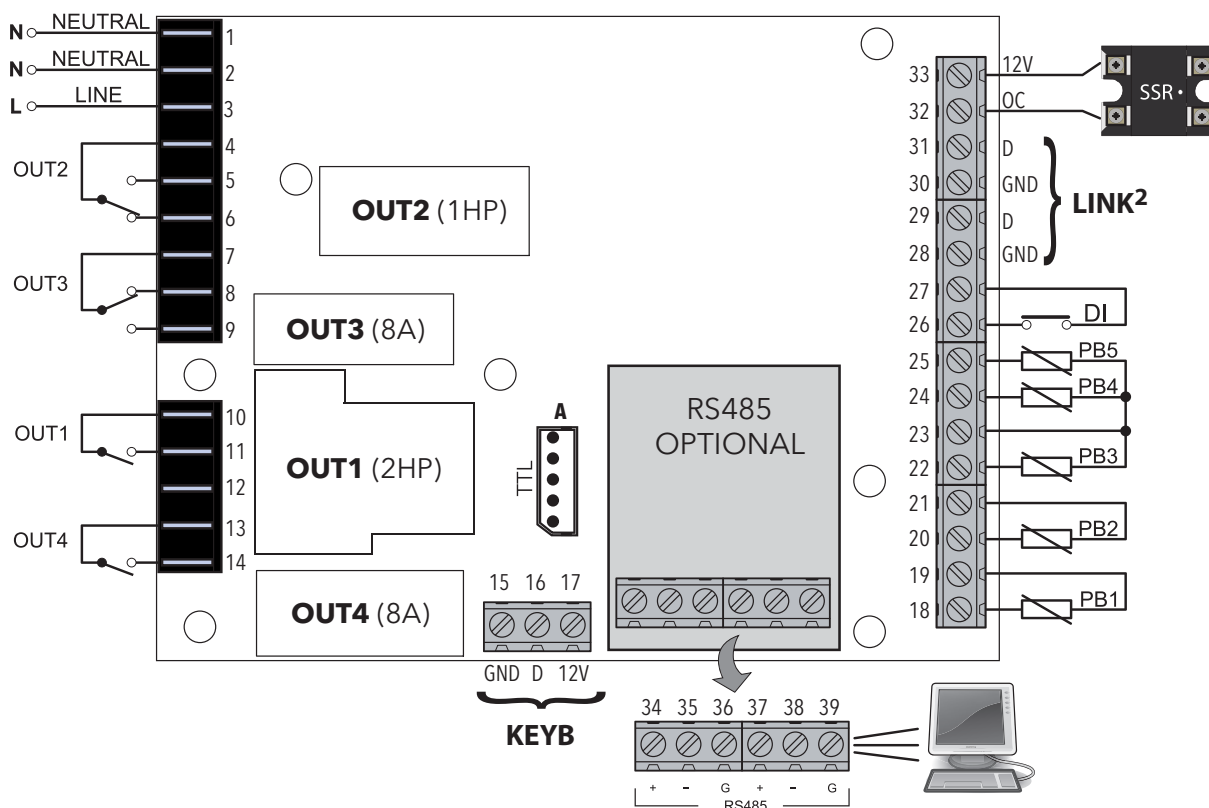 N NEUTRAL
N NEUTRAL
L LINE
OUT2
OUT3
OUT1
OUT4
1
2
3
4
5
6
7
8
9
10
11
12
13
14
OUT2 (1HP)
OUT3 (8A)
OUT1 (2HP)
OUT4 (8A)
A
TTL
RS485
OPTIONAL
15 16 17
GND D 12V
KEYB
34 35 36 37 38 39
+ - G + - G
RS485
33 12V
32 OC
31 D
30 GND
29 D
28 GND
LINK2
SSR
27
26 DI
25 PB5
24 PB4
23
22 PB3
21
20 PB2
19
18 PB1